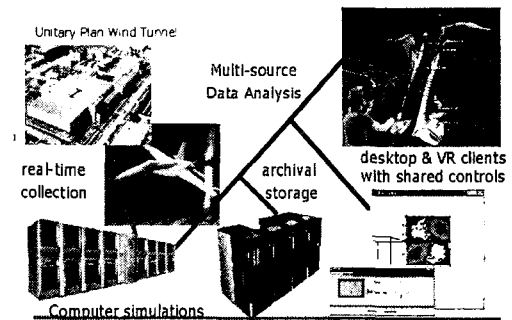 Unitary Plan Wind Tunnel
Multi-source
Data Analysis
real-time
collection
archival
storage
desktop & VR clients
with shared controls
Computer simulations